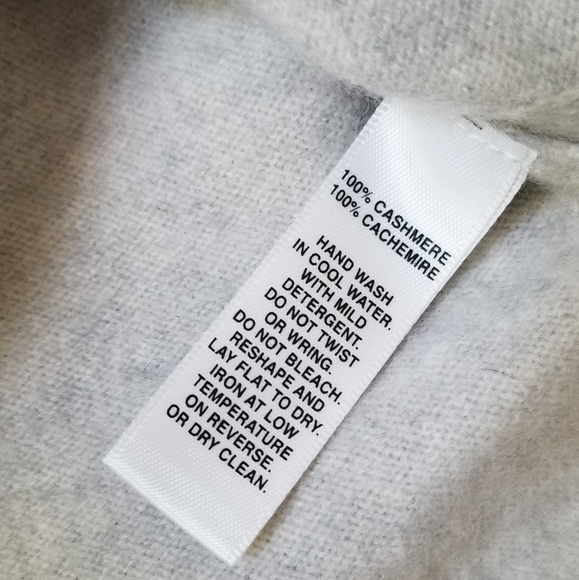 100% CASHMERE
100% CACHEMIRE
HAND WASH
IN COOL WATER.
WITH MILD
DETERGENT.
DO NOT TWIST
OR WRING.
DO NOT BLEACH.
RESHAPE AND
LAY FLAT TO DRY.
IRON AT LOW
TEMPERATURE
ON REVERSE.
OR DRY CLEAN.